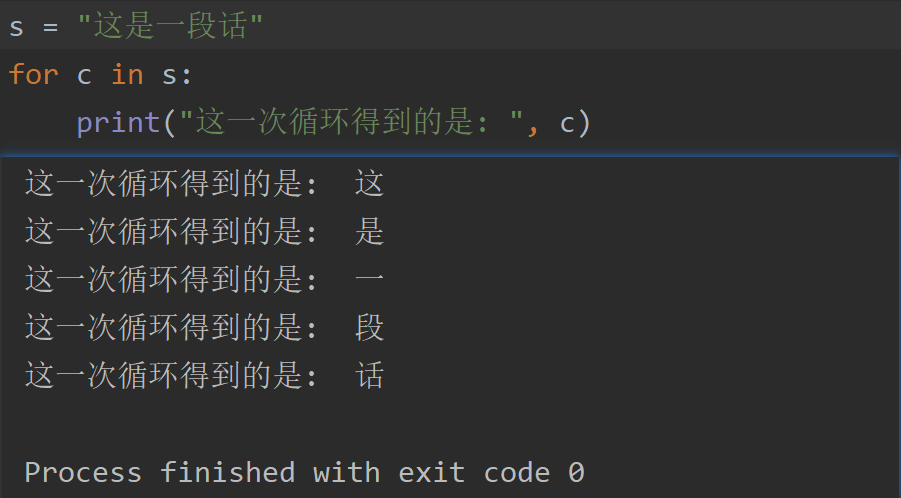 s = "这是一段话"
for c in s:
    print("这一次循环得到的是: ", c)
这一次循环得到的是:  这
这一次循环得到的是:  是
这一次循环得到的是:  一
这一次循环得到的是:  段
这一次循环得到的是:  话
Process finished with exit code 0